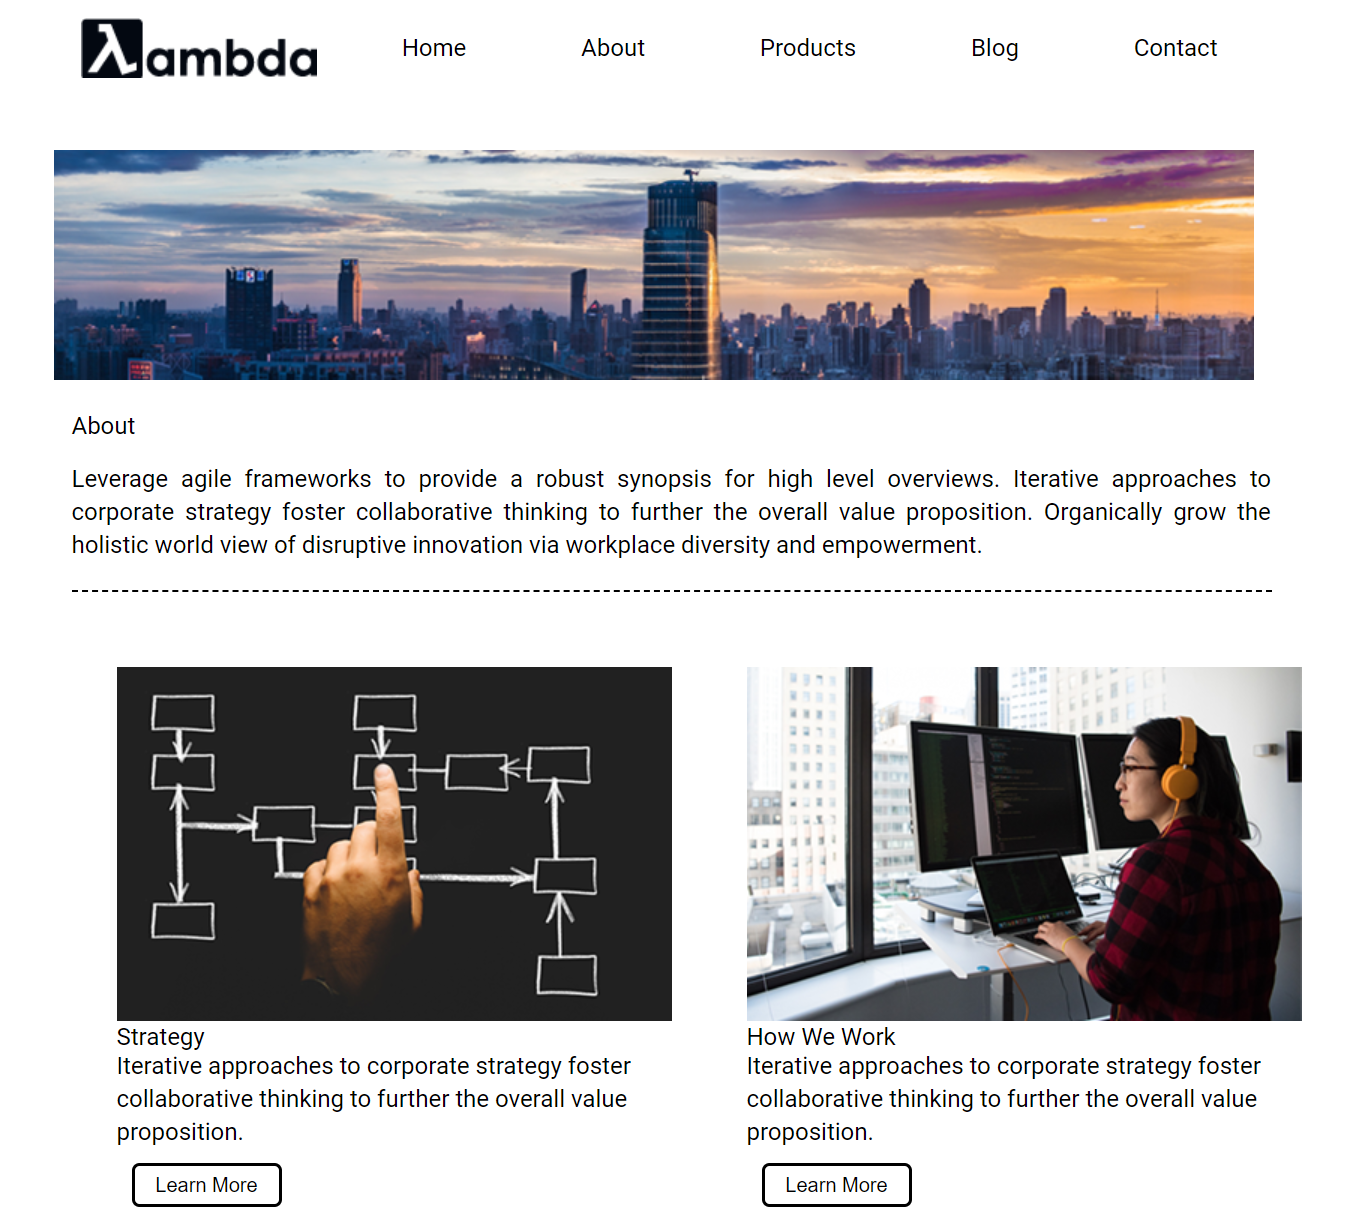 λambda
Home About Products Blog Contact
About
Leverage agile frameworks to provide a robust synopsis for high level overviews. Iterative approaches to
corporate strategy foster collaborative thinking to further the overall value proposition. Organically grow the
holistic world view of disruptive innovation via workplace diversity and empowerment.
Strategy
Iterative approaches to corporate strategy foster
collaborative thinking to further the overall value
proposition.
Learn More
How We Work
Iterative approaches to corporate strategy foster
collaborative thinking to further the overall value
proposition.
Learn More